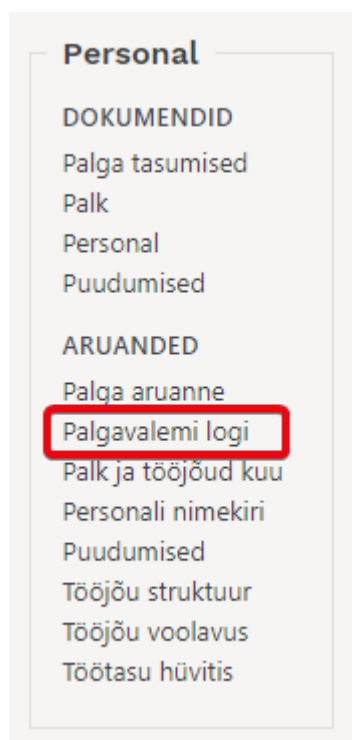 Personal
DOKUMENDID
Palga tasumised
Palk
Personal
Puudumised
ARUANDED
Palga aruanne
Palgavalemi logi
Palk ja tööjõud kuu
Personali nimekiri
Puudumised
Tööjõu struktuur
Tööjõu voolavus
Töötasu hüvitis